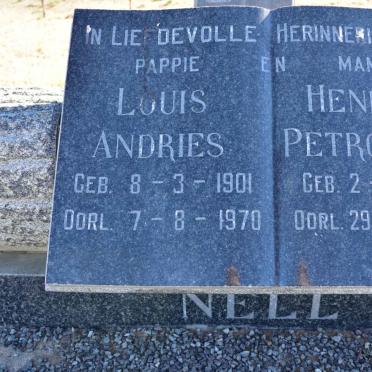 In Liefdevolle Herinneri
Pappie en Mam
Louis
Andries
Geb. 8-3-1901
Oorl. 7-8-1970
Hen
Petro
Geb. 2-
Oorl. 29
Nell